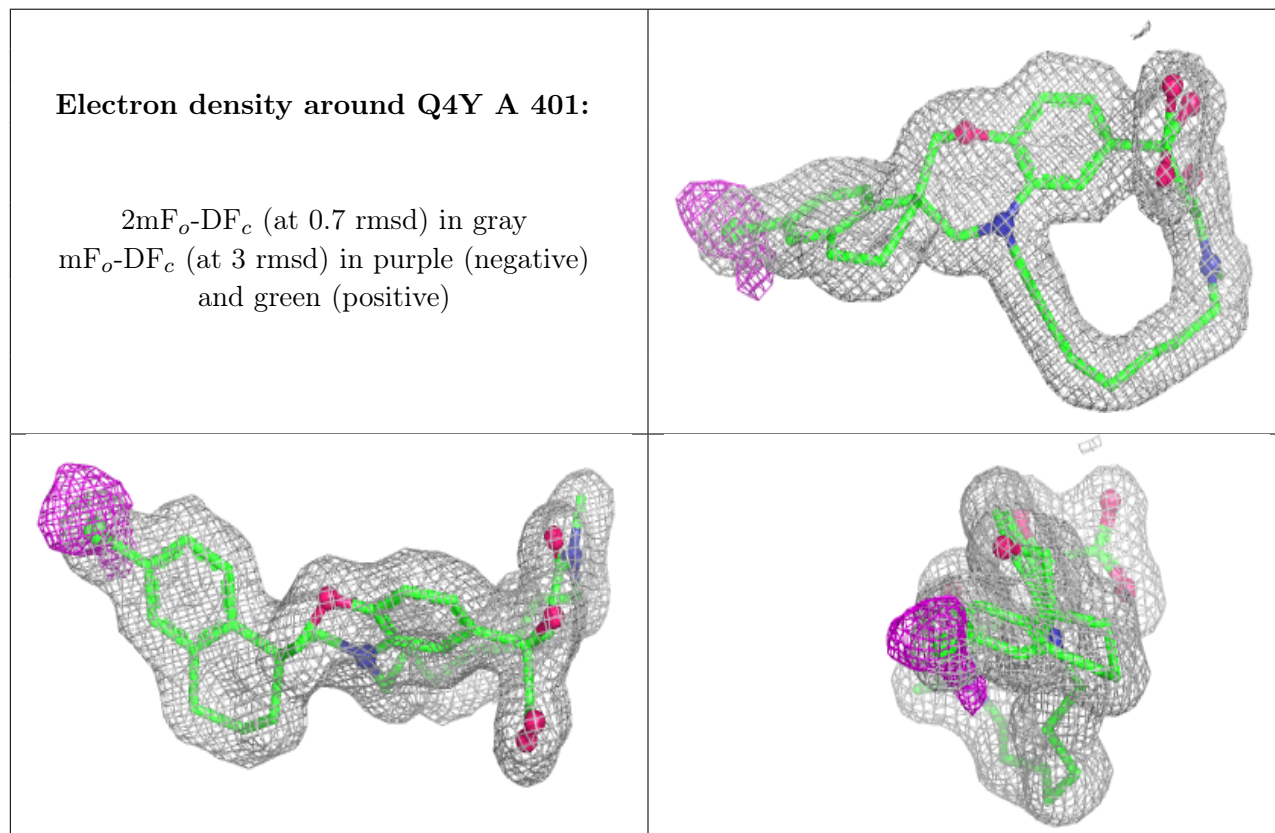 Electron density around Q4Y A 401:
2mFo-DFc (at 0.7 rmsd) in gray
mFo-DFc (at 3 rmsd) in purple (negative)
and green (positive)